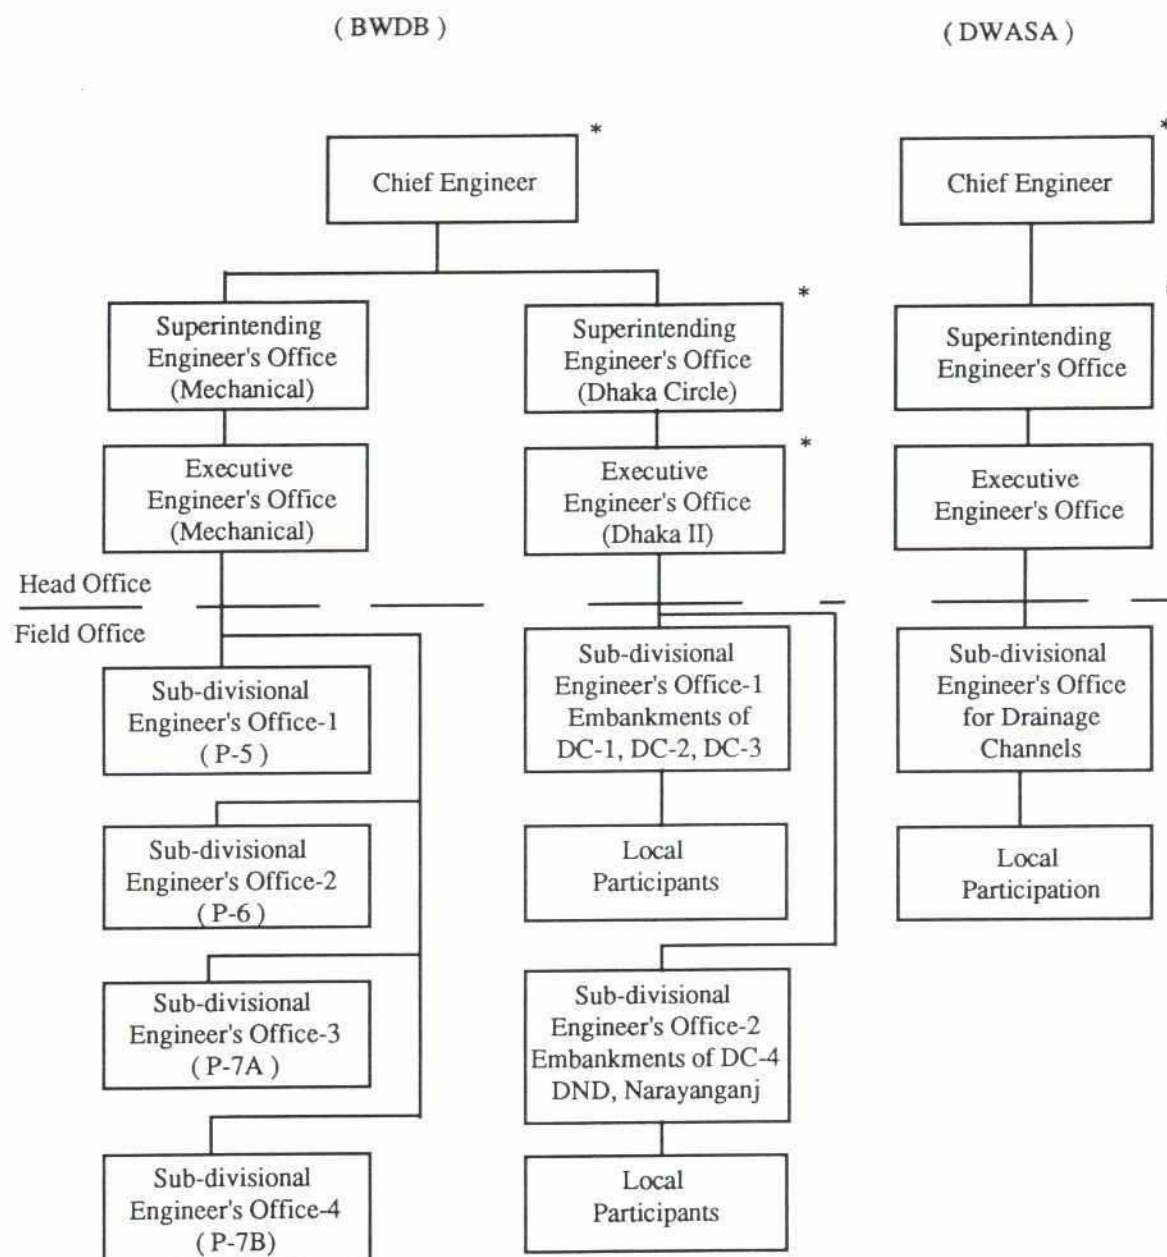 ( BWDB )
( DWASA )
*
Chief Engineer
*
Chief Engineer
Superintending
Engineer's Office
(Mechanical)
*
Superintending
Engineer's Office
(Dhaka Circle)
*
Superintending
Engineer's Office
Executive
Engineer's Office
(Mechanical)
*
Executive
Engineer's Office
(Dhaka II)
Executive
Engineer's Office
Head Office
Field Office
Sub-divisional
Engineer's Office-1
( P-5 )
Sub-divisional
Engineer's Office-2
( P-6 )
Sub-divisional
Engineer's Office-3
( P-7A )
Sub-divisional
Engineer's Office-4
( P-7B)
Sub-divisional
Engineer's Office-1
Embankments of
DC-1, DC-2, DC-3
Local
Participants
Sub-divisional
Engineer's Office-2
Embankments of DC-4
DND, Narayanganj
Local
Participants
Sub-divisional
Engineer's Office
for Drainage
Channels
Local
Participation